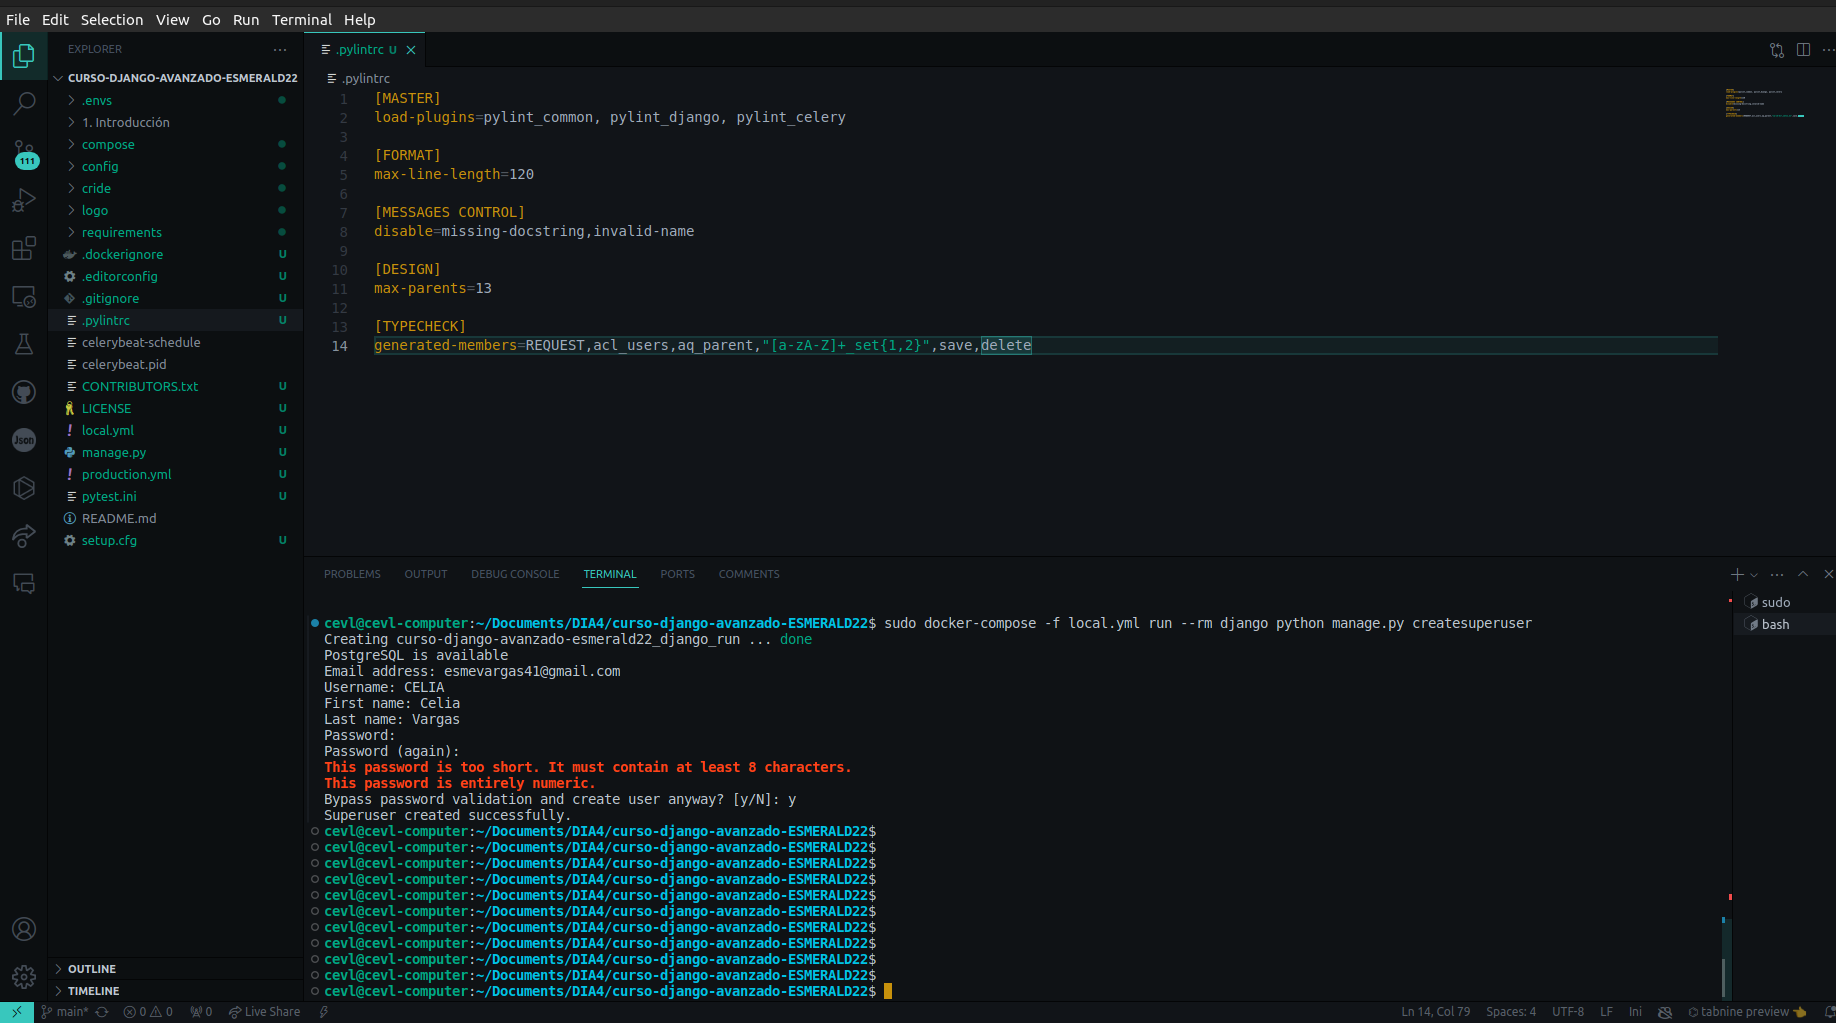 File Edit Selection View Go Run Terminal Help
EXPLORER
CURSO-DJANGO-AVANZADO-ESMERALD22
.envs
1. Introducción
compose
config
cride
logo
requirements
.dockerignore U
.editorconfig U
.gitignore U
.pylintrc U
celerybeat-schedule
celerybeat.pid
CONTRIBUTORS.txt U
LICENSE U
local.yml U
manage.py U
production.yml U
pytest.ini U
README.md
setup.cfg U
OUTLINE
TIMELINE
111
Json
.pylintrc U
.pylintrc
1 [MASTER]
2 load-plugins=pylint_common, pylint_django, pylint_celery
3
4 [FORMAT]
5 max-line-length=120
6
7 [MESSAGES CONTROL]
8 disable=missing-docstring,invalid-name
9
10 [DESIGN]
11 max-parents=13
12
13 [TYPECHECK]
14 generated-members=REQUEST,acl_users,aq_parent,"[a-zA-Z]+_set{1,2}",save,delete
PROBLEMS OUTPUT DEBUG CONSOLE TERMINAL PORTS COMMENTS
sudo
bash
cevl@cevl-computer:~/Documents/DIA4/curso-django-avanzado-ESMERALD22$ sudo docker-compose -f local.yml run --rm django python manage.py createsuperuser
Creating curso-django-avanzado-esmerald22_django_run ... done
PostgreSQL is available
Email address: esmevargas41@gmail.com
Username: CELIA
First name: Celia
Last name: Vargas
Password:
Password (again):
This password is too short. It must contain at least 8 characters.
This password is entirely numeric.
Bypass password validation and create user anyway? [y/N]: y
Superuser created successfully.
cevl@cevl-computer:~/Documents/DIA4/curso-django-avanzado-ESMERALD22$
cevl@cevl-computer:~/Documents/DIA4/curso-django-avanzado-ESMERALD22$
cevl@cevl-computer:~/Documents/DIA4/curso-django-avanzado-ESMERALD22$
cevl@cevl-computer:~/Documents/DIA4/curso-django-avanzado-ESMERALD22$
cevl@cevl-computer:~/Documents/DIA4/curso-django-avanzado-ESMERALD22$
cevl@cevl-computer:~/Documents/DIA4/curso-django-avanzado-ESMERALD22$
cevl@cevl-computer:~/Documents/DIA4/curso-django-avanzado-ESMERALD22$
cevl@cevl-computer:~/Documents/DIA4/curso-django-avanzado-ESMERALD22$
cevl@cevl-computer:~/Documents/DIA4/curso-django-avanzado-ESMERALD22$
cevl@cevl-computer:~/Documents/DIA4/curso-django-avanzado-ESMERALD22$
cevl@cevl-computer:~/Documents/DIA4/curso-django-avanzado-ESMERALD22$
main* 0 0 0 Live Share Ln 14, Col 79 Spaces: 4 UTF-8 LF Ini tabnine preview